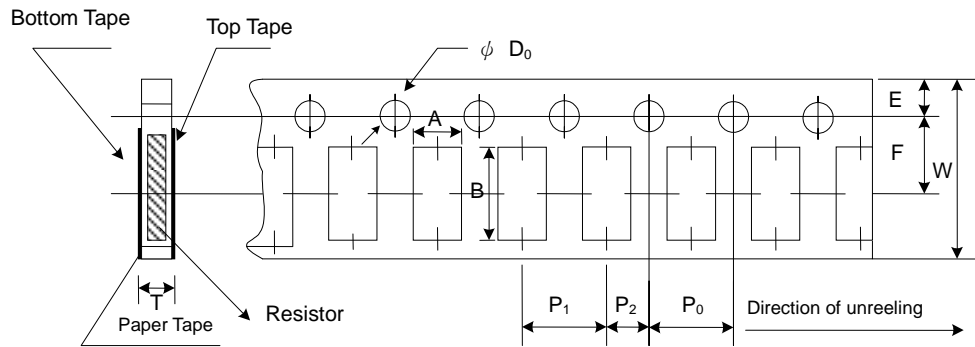 Bottom Tape
Top Tape
ψ D₀
E
A
F
W
B
T
P₁
P₂
P₀
Direction of unreeling
Resistor
Paper Tape